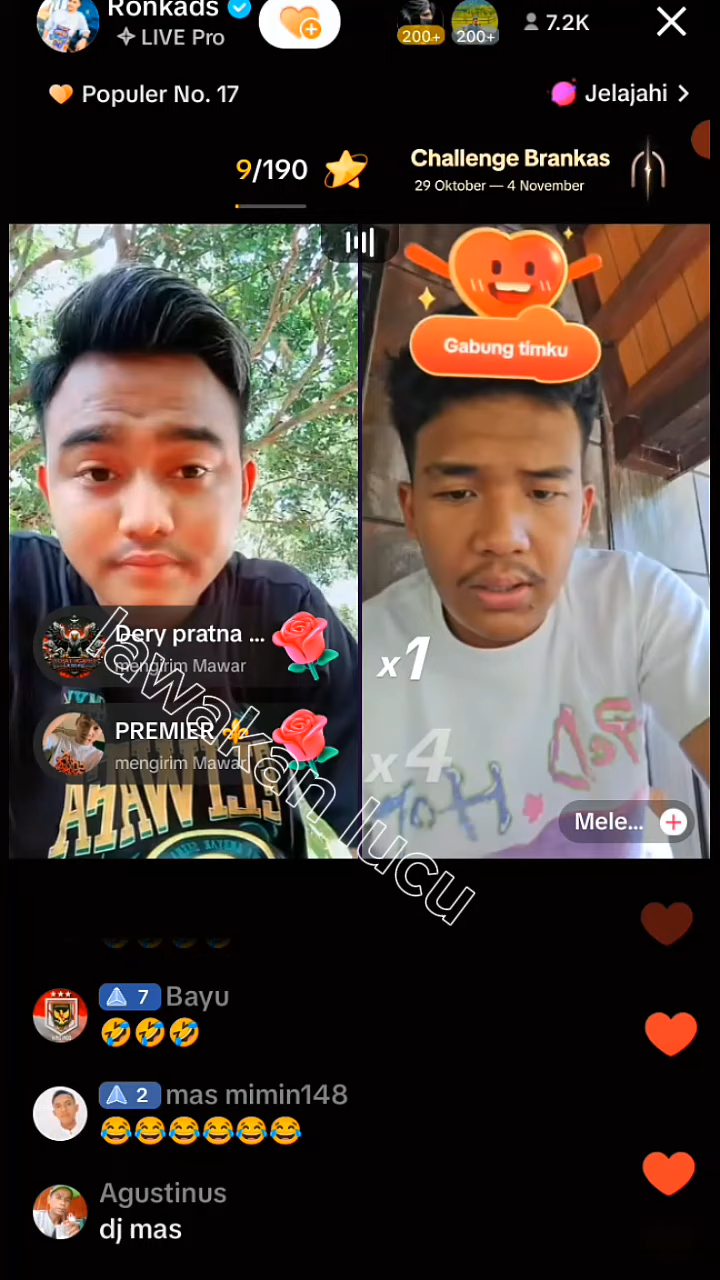 Ronkads
LIVE Pro
200+
200+
7.2K
Populer No. 17
Jelajahi
9/190
Challenge Brankas
29 Oktober — 4 November
Gabung timku
Dery pratna ...
mengirim Mawar
x1
PREMIER
mengirim Mawar
x4
lawakan lucu
Mele...
7 Bayu
🤣🤣🤣
2 mas mimin148
😂😂😂😂😂😂
Agustinus
dj mas